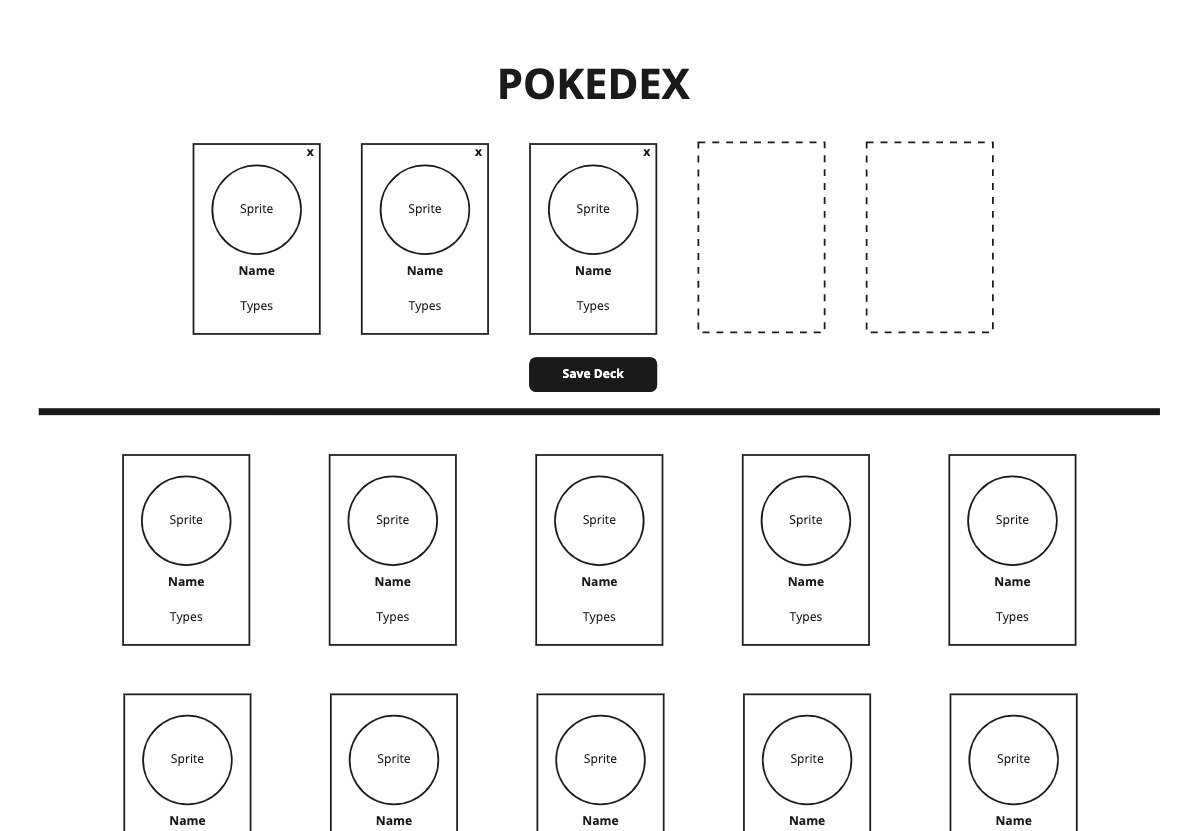 POKEDEX
x x x
Sprite Sprite Sprite
Name Name Name
Types Types Types
Save Deck
Sprite Sprite Sprite Sprite Sprite
Name Name Name Name Name
Types Types Types Types Types
Sprite Sprite Sprite Sprite Sprite
Name Name Name Name Name